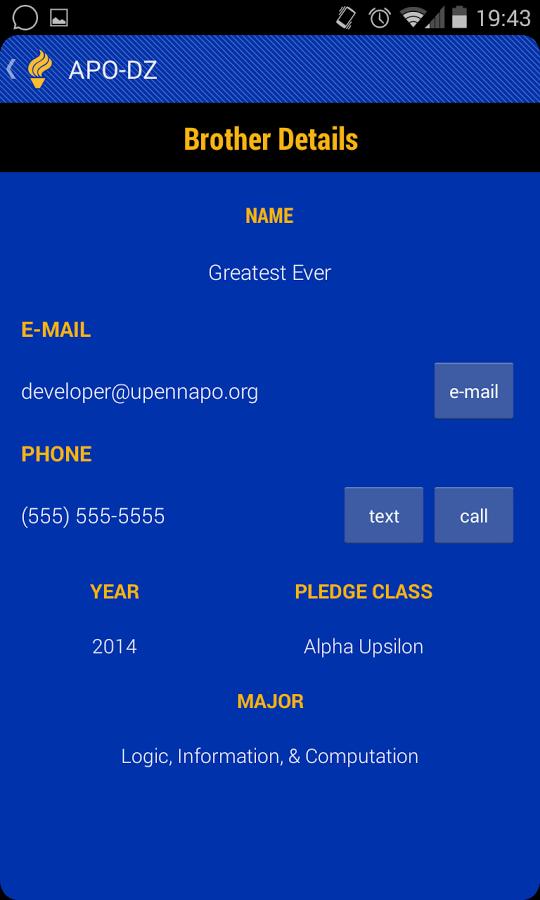 19:43
APO-DZ
Brother Details
NAME
Greatest Ever
E-MAIL
developer@upennapo.org
e-mail
PHONE
(555) 555-5555
text
call
YEAR
PLEDGE CLASS
2014
Alpha Upsilon
MAJOR
Logic, Information, & Computation